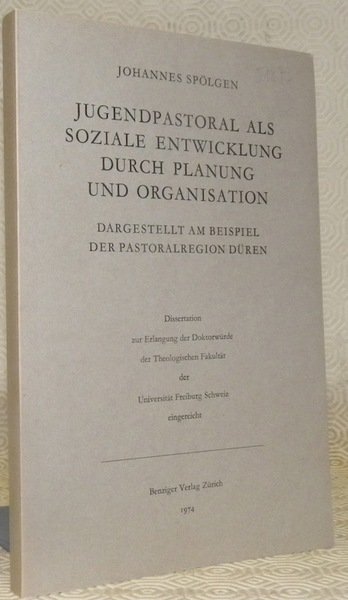 JOHANNES SPÖLGEN
JUGENDPASTORAL ALS
SOZIALE ENTWICKLUNG
DURCH PLANUNG
UND ORGANISATION
DARGESTELLT AM BEISPIEL
DER PASTORALREGION DÜREN
Dissertation
zur Erlangung der Doktorwürde
der Theologischen Fakultät
der
Universität Freiburg Schweiz
eingereicht
Benziger Verlag Zürich
1974